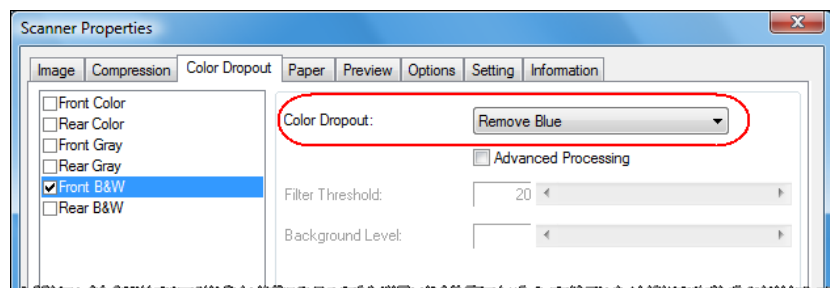 Scanner Properties
Image Compression Color Dropout Paper Preview Options Setting Information
Front Color
Rear Color
Front Gray
Rear Gray
Front B&W
Rear B&W
Color Dropout: Remove Blue
Advanced Processing
Filter Threshold: 20
Background Level: